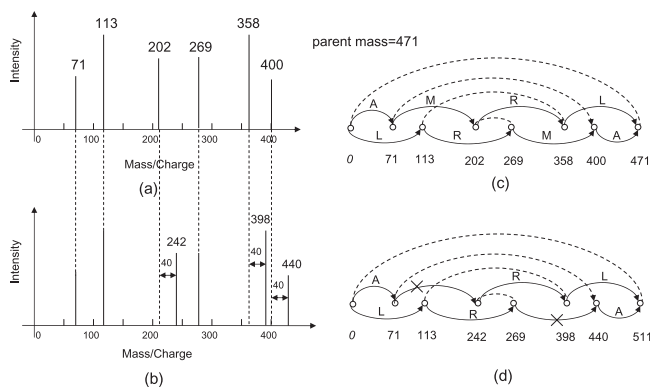 113
358
parent mass=471
202
269
71
400
Intensity
0
100
200
300
400
Mass/Charge
(a)
A
M
R
L
L
R
M
A
0
71
113
202
269
358
400
471
(c)
398
242
440
40
40
40
Intensity
0
100
200
300
400
Mass/Charge
(b)
A
R
L
L
R
A
0
71
113
242
269
398
440
511
(d)